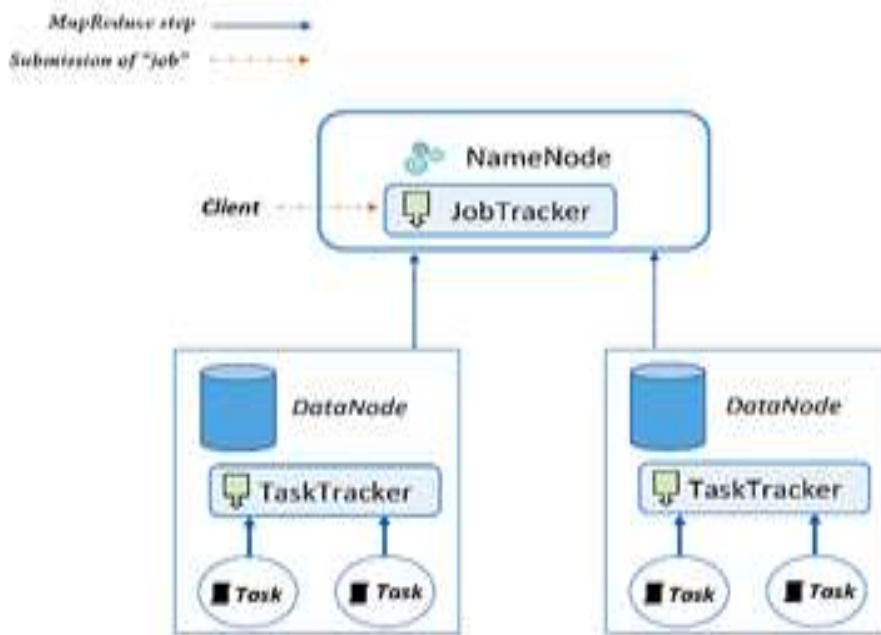 MapReduce step
Submission of "job"
NameNode
Client
JobTracker
DataNode
DataNode
TaskTracker
TaskTracker
Task
Task
Task
Task